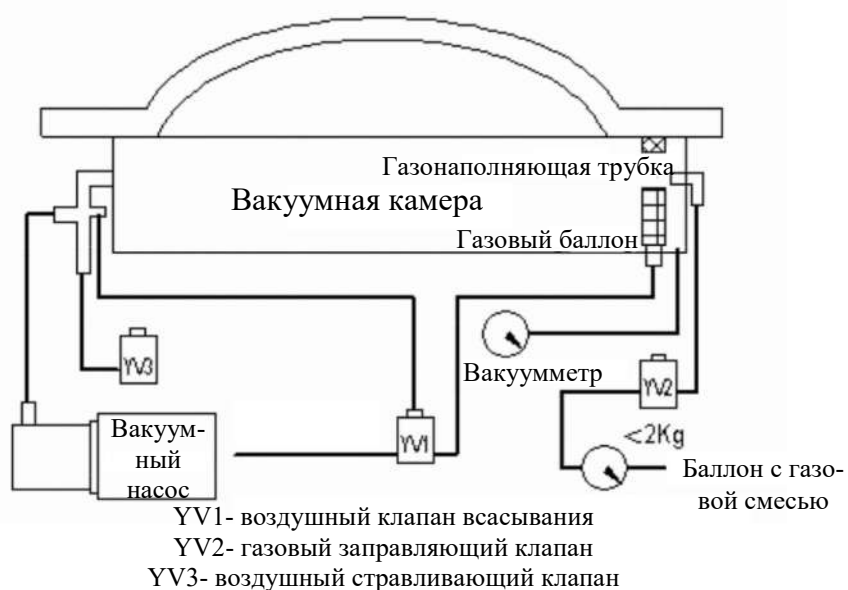 Газонаполняющая трубка
Вакуумная камера
Газовый баллон
YV3
Вакуумметр
YV2
Вакуум-
ный
насос
YV1
<2Kg
Баллон с газо-
вой смесью
YV1- воздушный клапан всасывания
YV2- газовый заправляющий клапан
YV3- воздушный стравливающий клапан